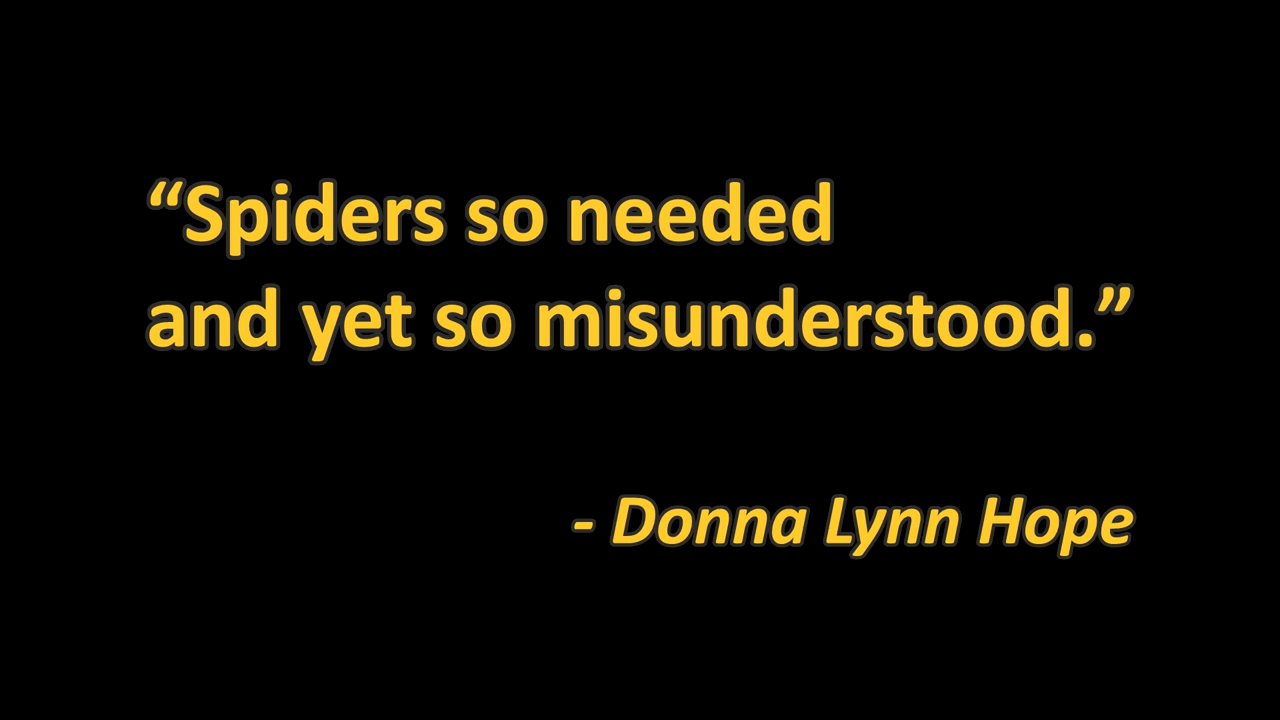 “Spiders so needed
and yet so misunderstood.”
- Donna Lynn Hope